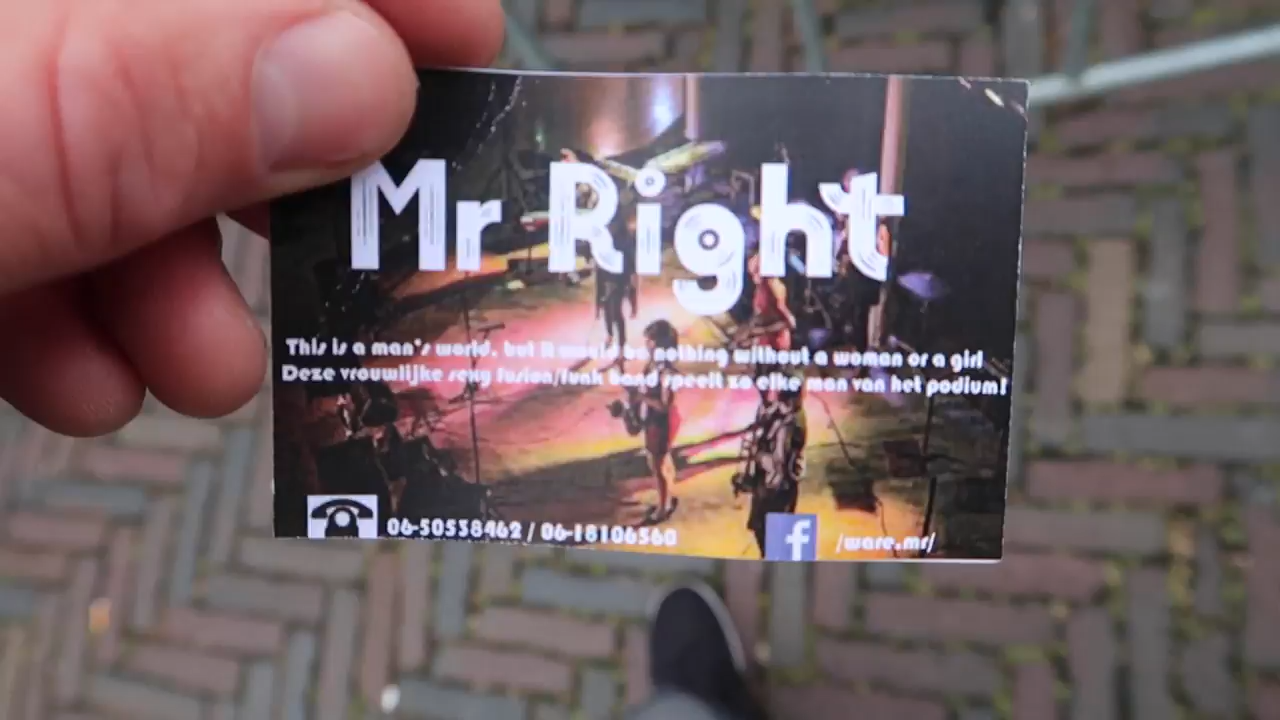 Mr Right
This is a man's world, but it would be nothing without a woman or a girl
Deze vrouwlijke sexy fusion/funk band speelt zo elke man van het podium!
06-50538462 / 06-18106560
f /ware.mr/